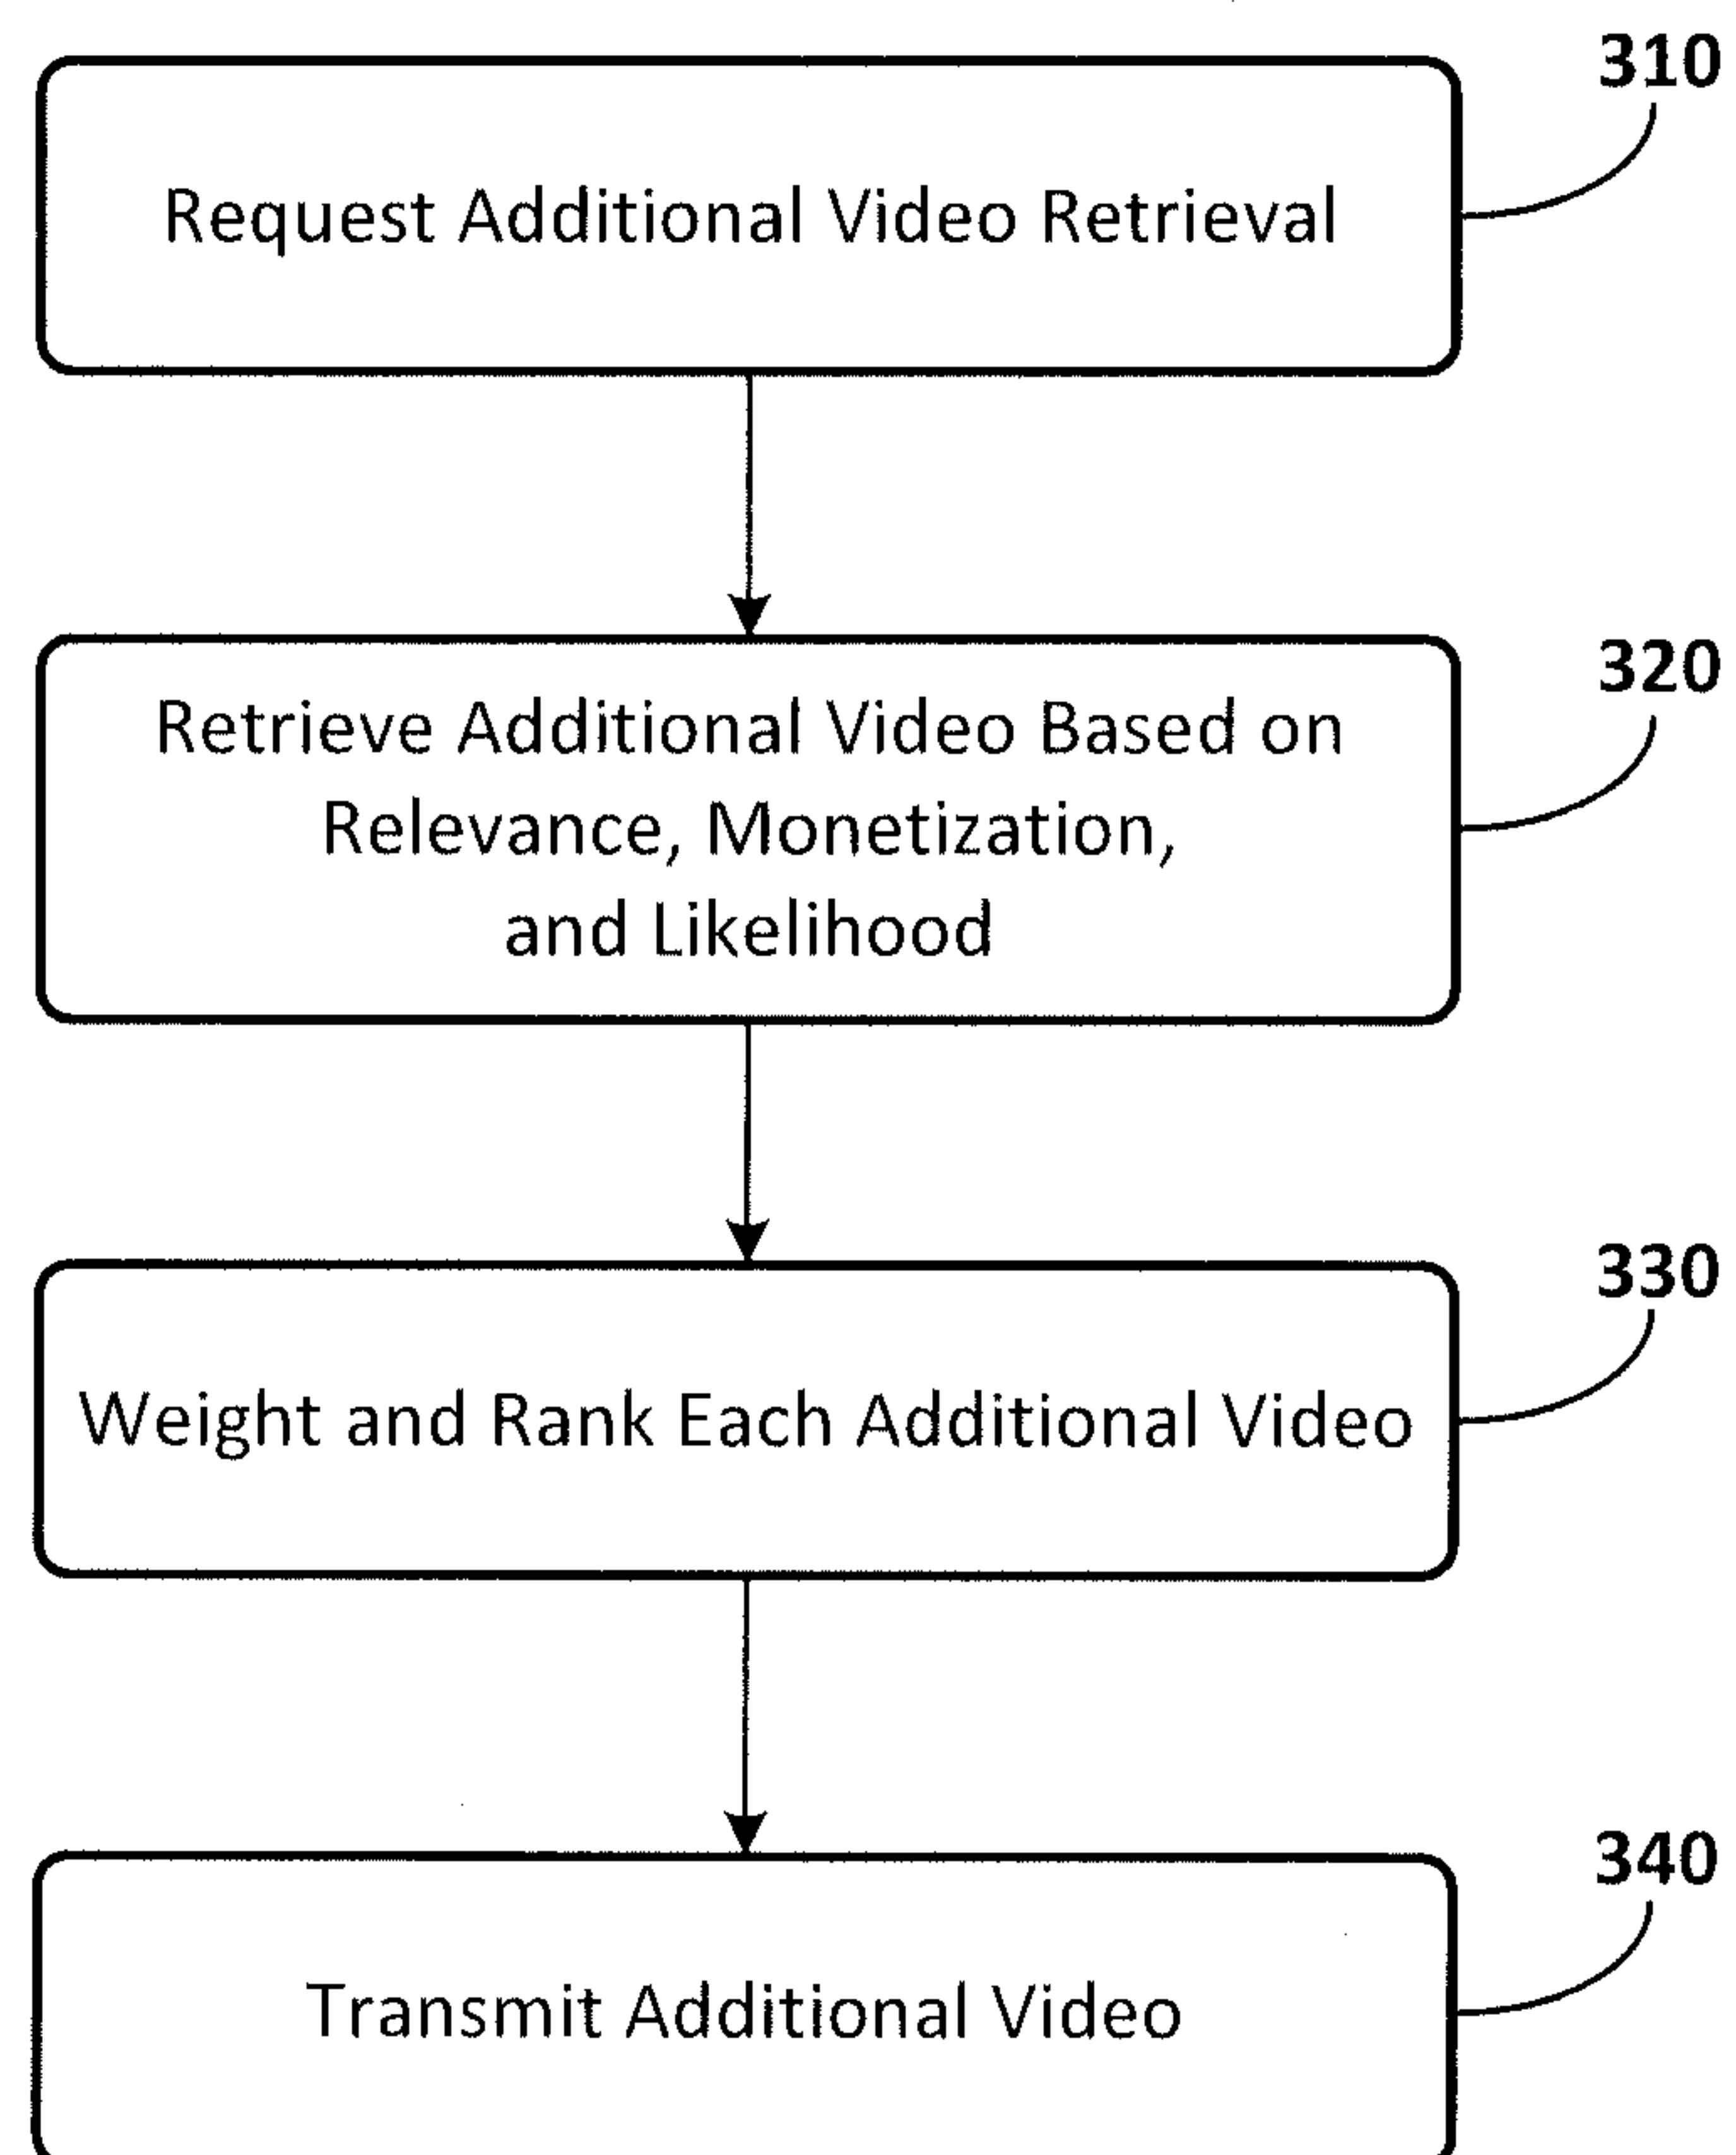 310
Request Additional Video Retrieval
320
Retrieve Additional Video Based on
Relevance, Monetization,
and Likelihood
330
Weight and Rank Each Additional Video
340
Transmit Additional Video